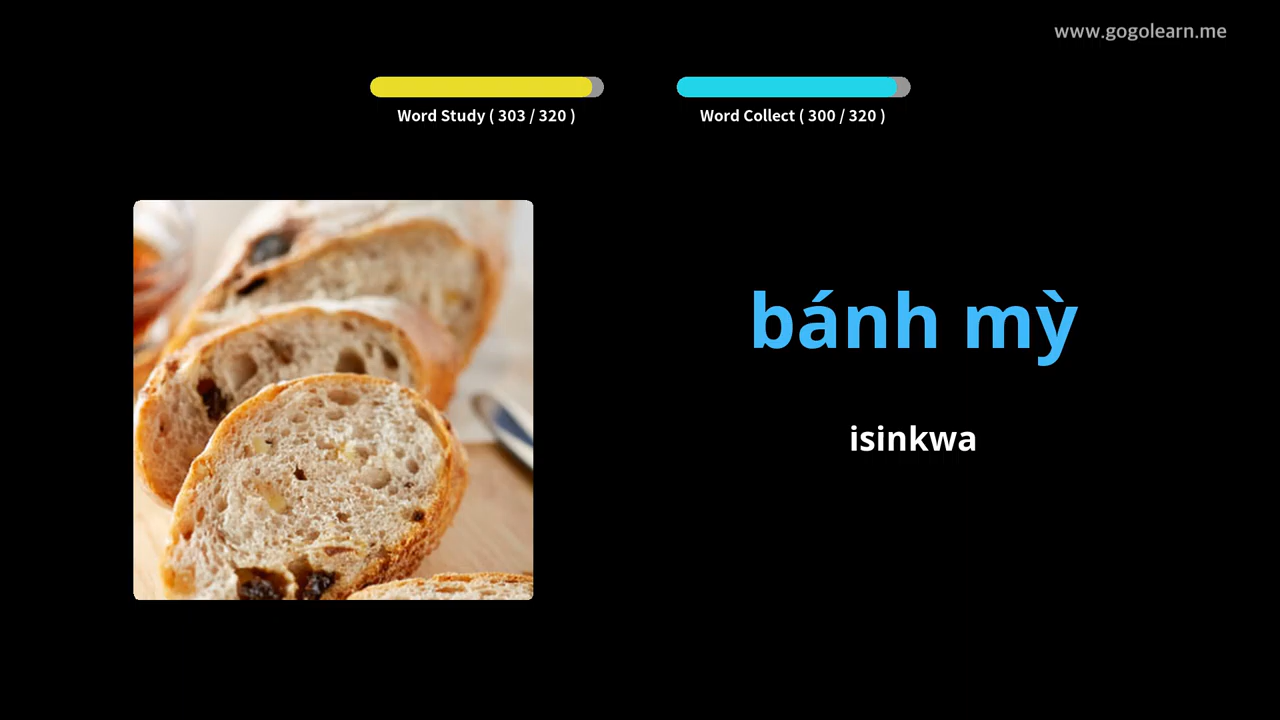 www.gogolearn.me
Word Study ( 303 / 320 )
Word Collect ( 300 / 320 )
bánh mỳ
isinkwa